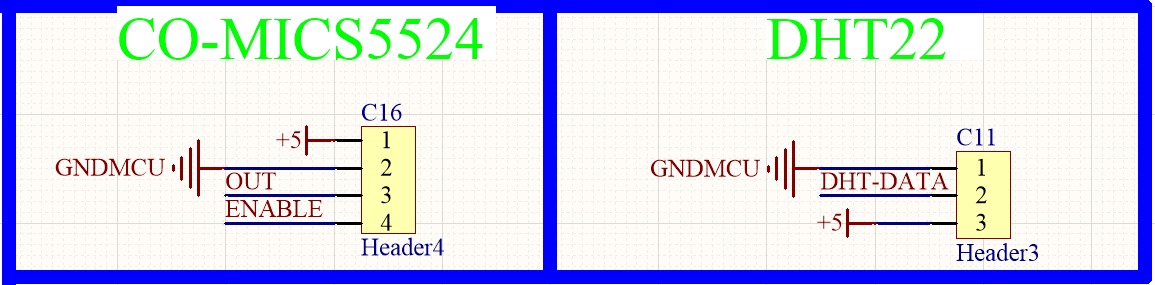 CO-MICS5524
C16
+5
1
GNDMCU
2
OUT
3
ENABLE
4
Header4
DHT22
C11
GNDMCU
1
DHT-DATA
2
+5
3
Header3